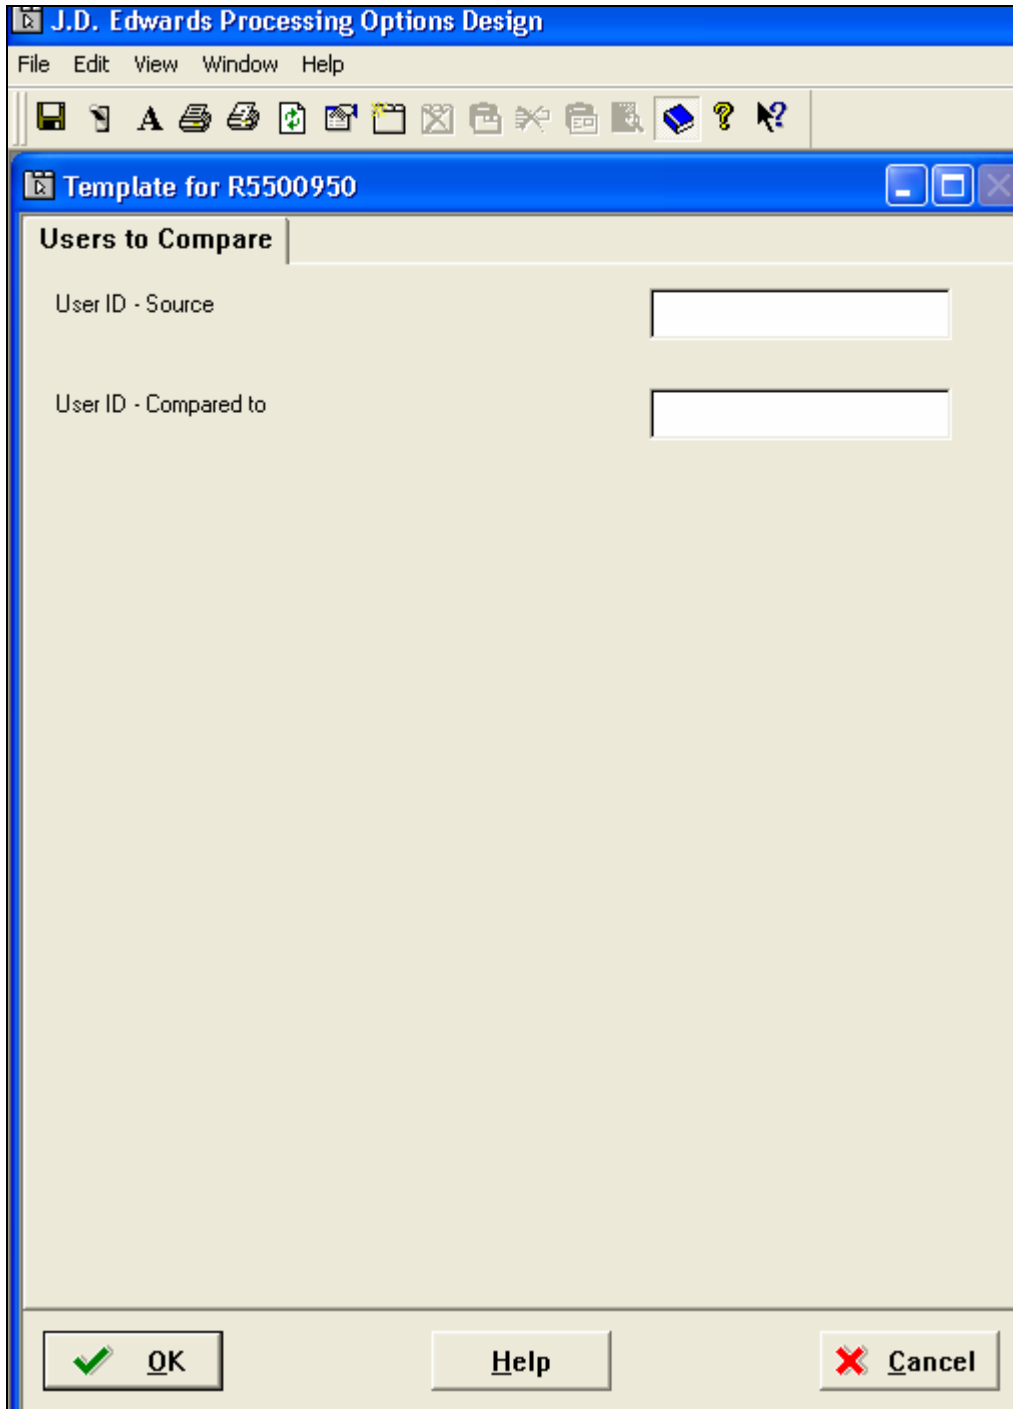 J.D. Edwards Processing Options Design
File Edit View Window Help
Template for R5500950
Users to Compare
User ID - Source
User ID - Compared to
OK Help Cancel